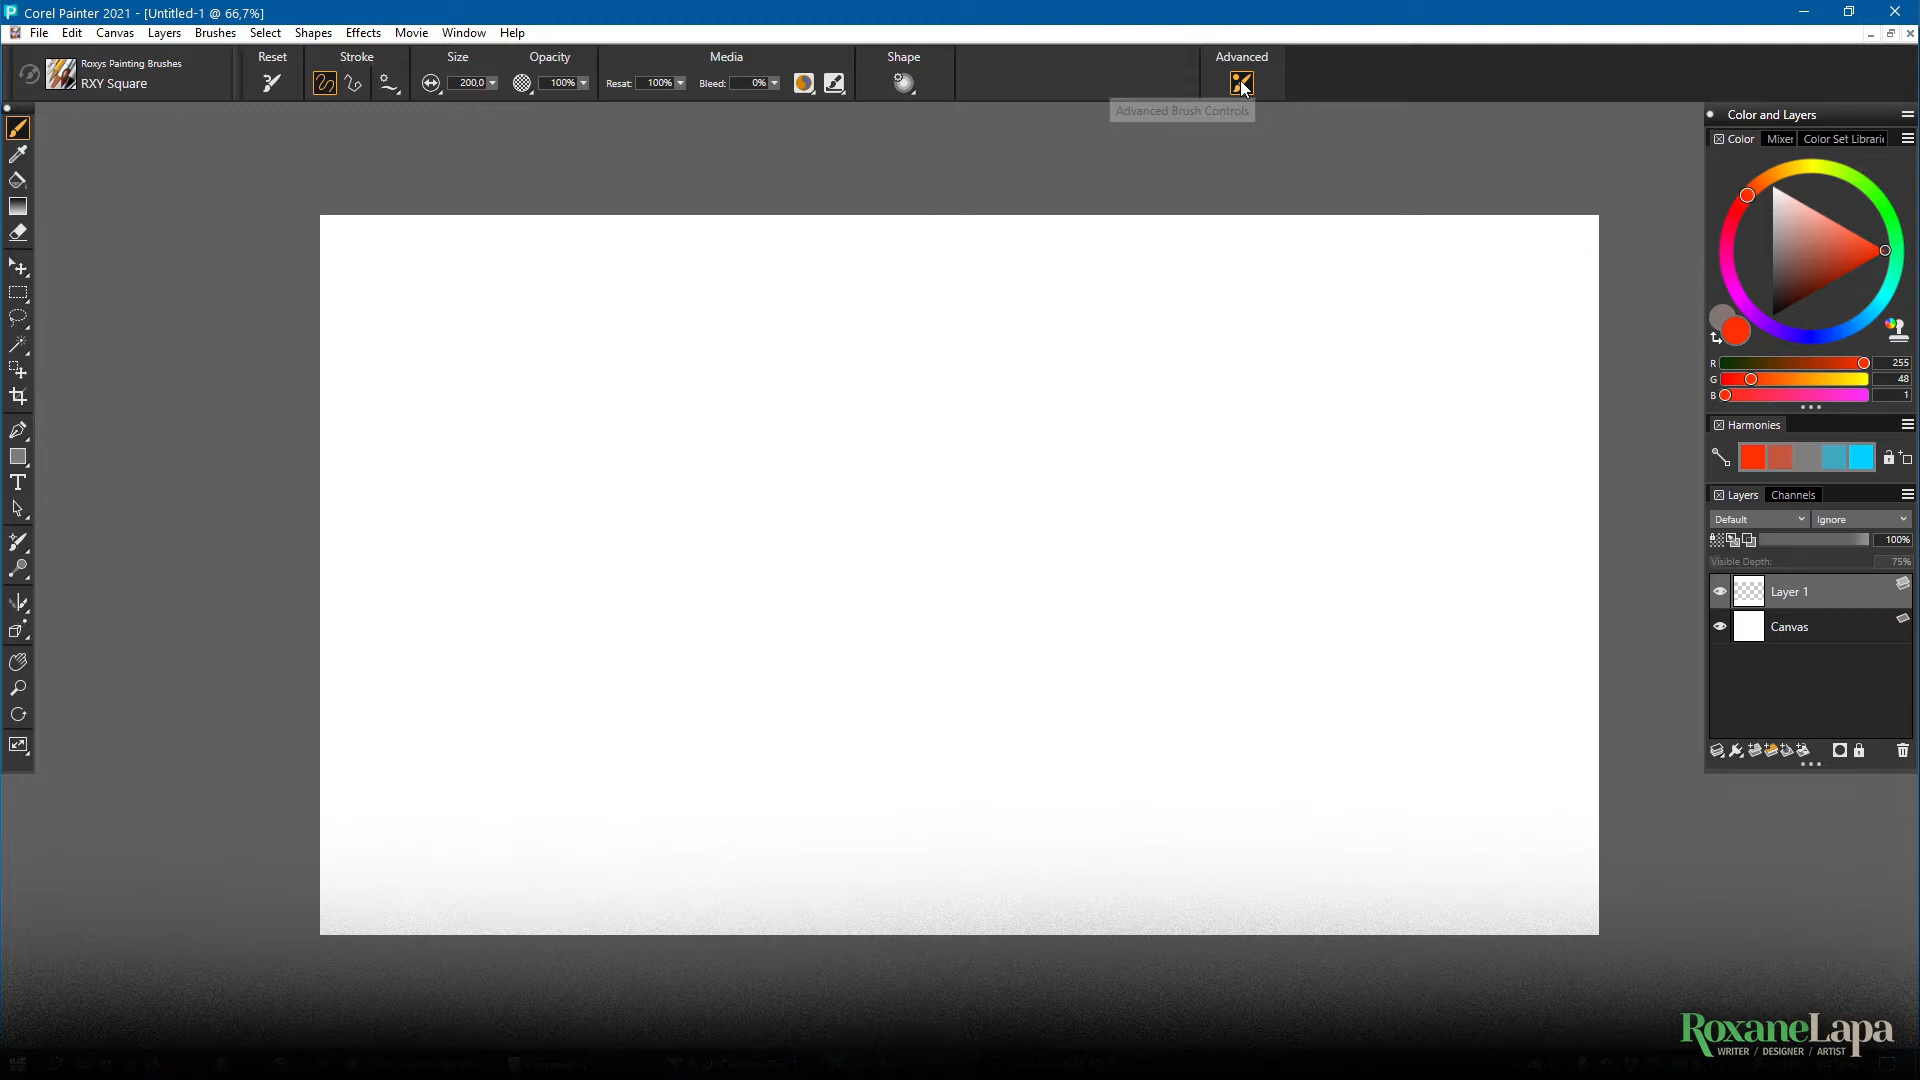 Corel Painter 2021 - [Untitled-1 @ 66,7%]
File Edit Canvas Layers Brushes Select Shapes Effects Movie Window Help
Roxys Painting Brushes
RXY Square
Reset Stroke Size Opacity Media Shape Advanced
200,0 100% Resat: 100% Bleed: 0%
Advanced Brush Controls
Color and Layers
Color Mixer Color Set Librarie
R 255
G 48
B 1
Harmonies
Layers Channels
Default Ignore
100%
Visible Depth: 75%
Layer 1
Canvas
RoxaneLapa
WRITER / DESIGNER / ARTIST